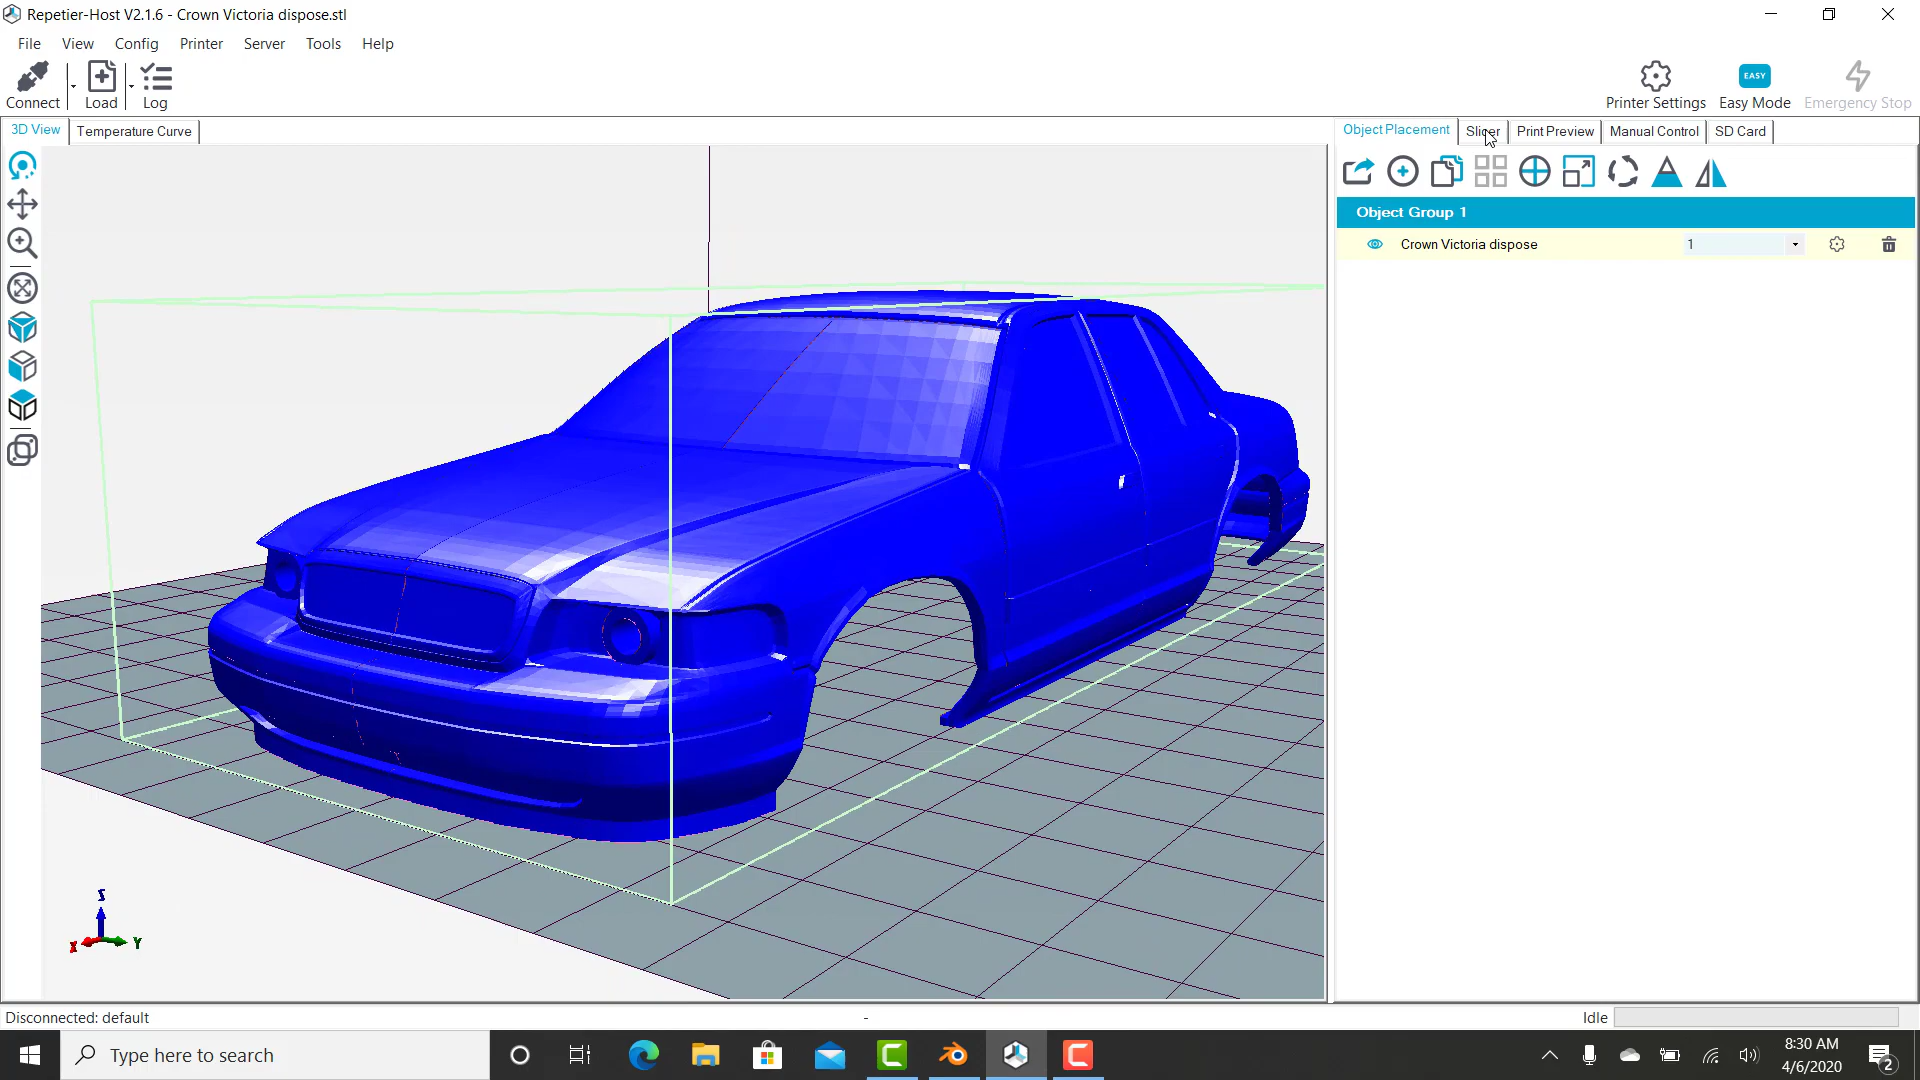 Repetier-Host V2.1.6 - Crown Victoria dispose.stl
File View Config Printer Server Tools Help
Connect Load Log
EASY
Printer Settings Easy Mode Emergency Stop
3D View Temperature Curve
Object Placement Slicer Print Preview Manual Control SD Card
Object Group 1
Crown Victoria dispose 1
Z
X Y
Disconnected: default - Idle
Type here to search
8:30 AM
4/6/2020
2